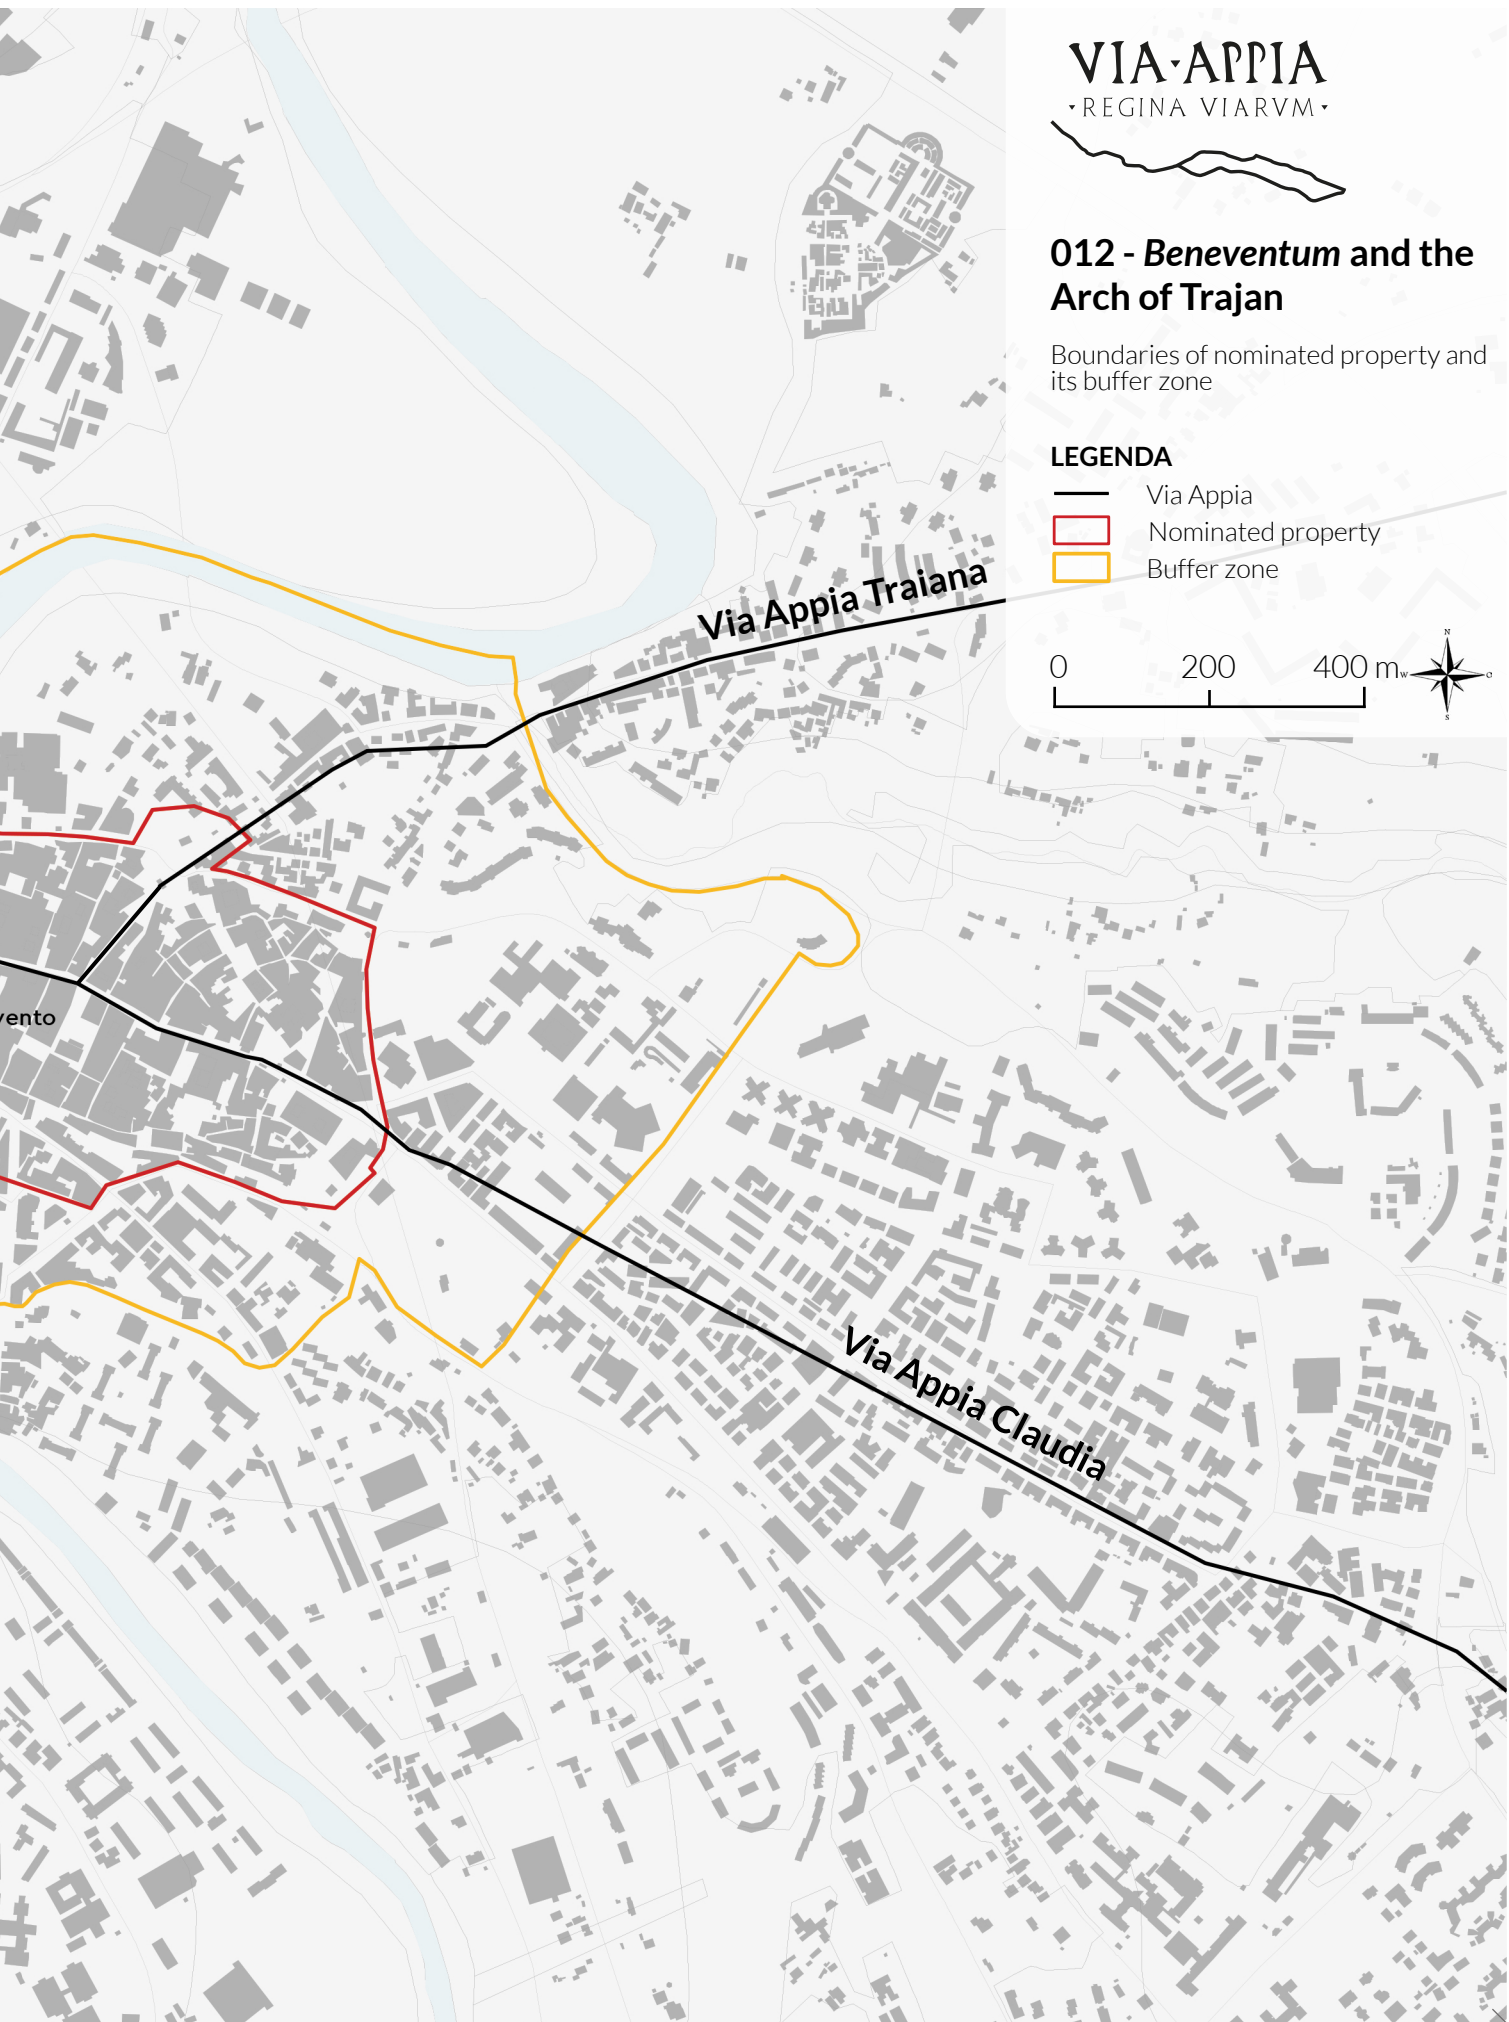 VIA·APPIA
·REGINA VIARVM·
012 - Beneventum and the
Arch of Trajan
Boundaries of nominated property and
its buffer zone
LEGENDA
Via Appia
Nominated property
Buffer zone
0 200 400 m
N
W O
S
Via Appia Traiana
vento
Via Appia Claudia